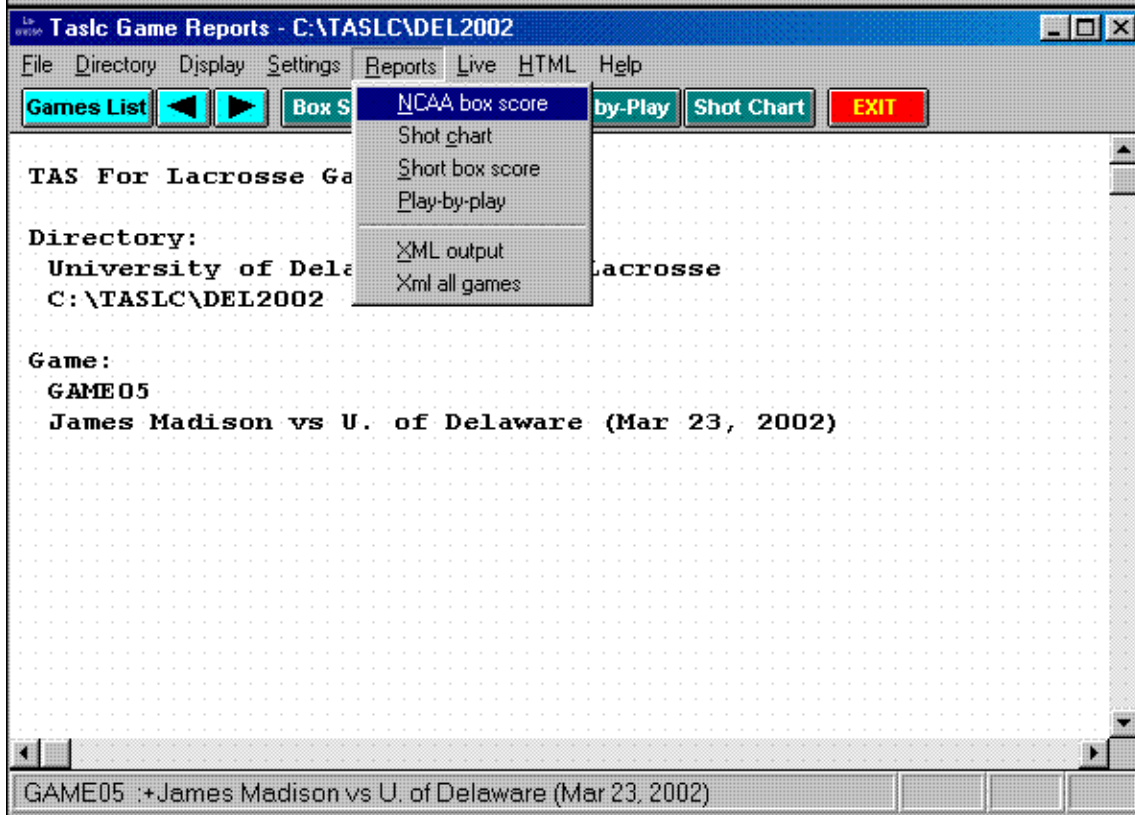 Taslc Game Reports - C:\TASLC\DEL2002
File Directory Display Settings Reports Live HTML Help
Games List Box S by-Play Shot Chart EXIT
NCAA box score
Shot chart
Short box score
Play-by-play
XML output
Xml all games
TAS For Lacrosse Ga
Directory:
University of Dela Lacrosse
C:\TASLC\DEL2002
Game:
GAME05
James Madison vs U. of Delaware (Mar 23, 2002)
GAME05 :+James Madison vs U. of Delaware (Mar 23, 2002)